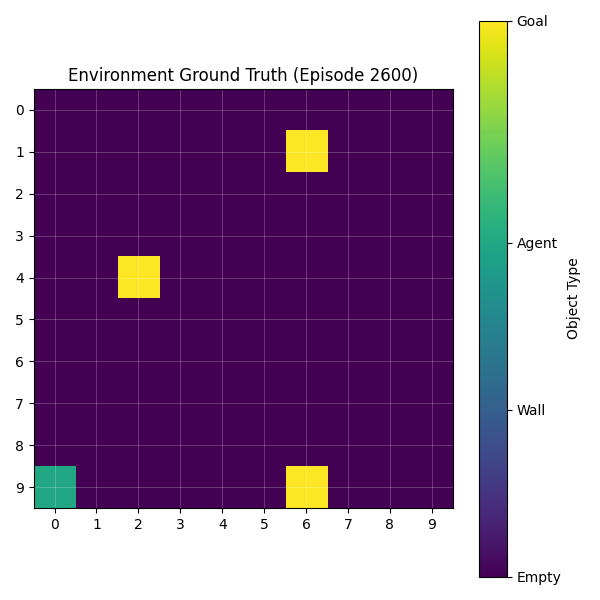 Environment Ground Truth (Episode 2600)
0
1
2
3
4
5
6
7
8
9
0 1 2 3 4 5 6 7 8 9
Goal
Agent
Wall
Empty
Object Type